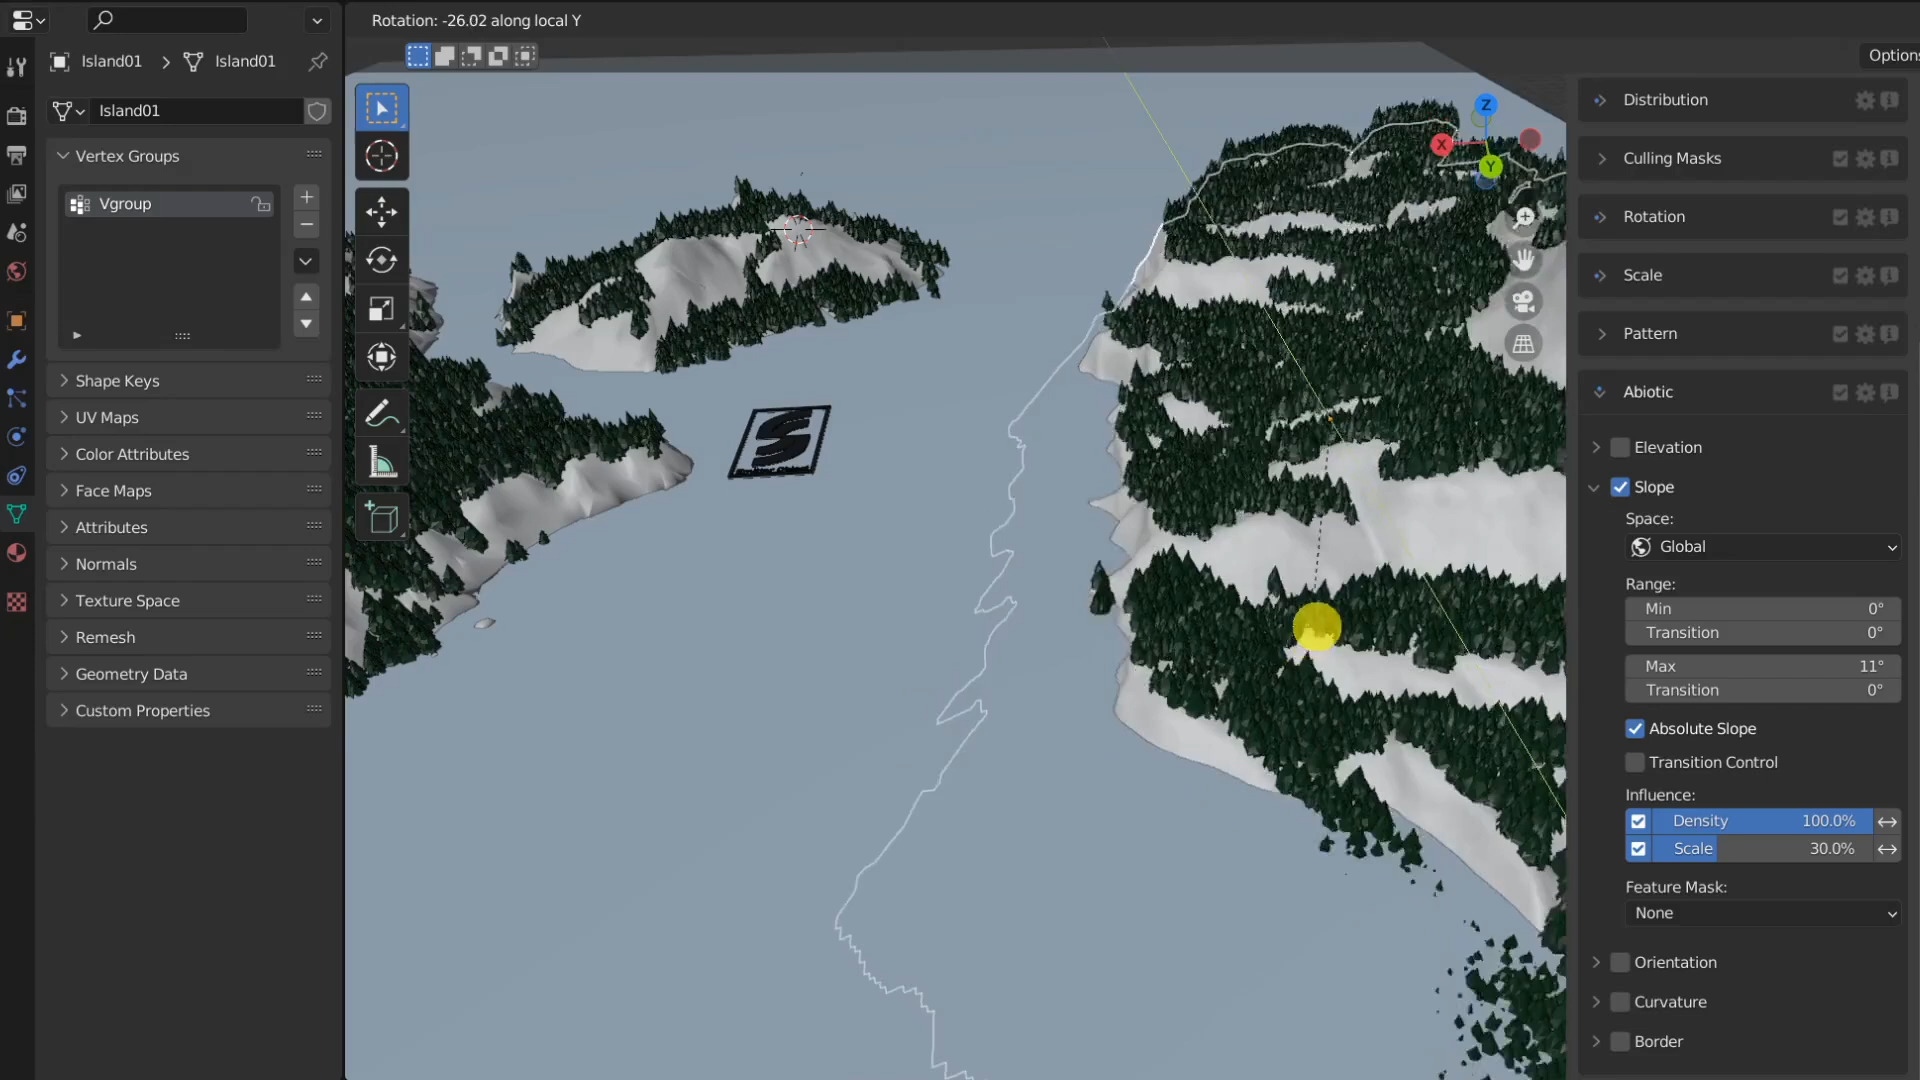 Rotation: -26.02 along local Y
Options
Island01
Island01
Island01
Vertex Groups
Vgroup
Shape Keys
UV Maps
Color Attributes
Face Maps
Attributes
Normals
Texture Space
Remesh
Geometry Data
Custom Properties
Z
X
Y
S
Distribution
Culling Masks
Rotation
Scale
Pattern
Abiotic
Elevation
Slope
Space:
Global
Range:
Min 0°
Transition 0°
Max 11°
Transition 0°
Absolute Slope
Transition Control
Influence:
Density 100.0%
Scale 30.0%
Feature Mask:
None
Orientation
Curvature
Border